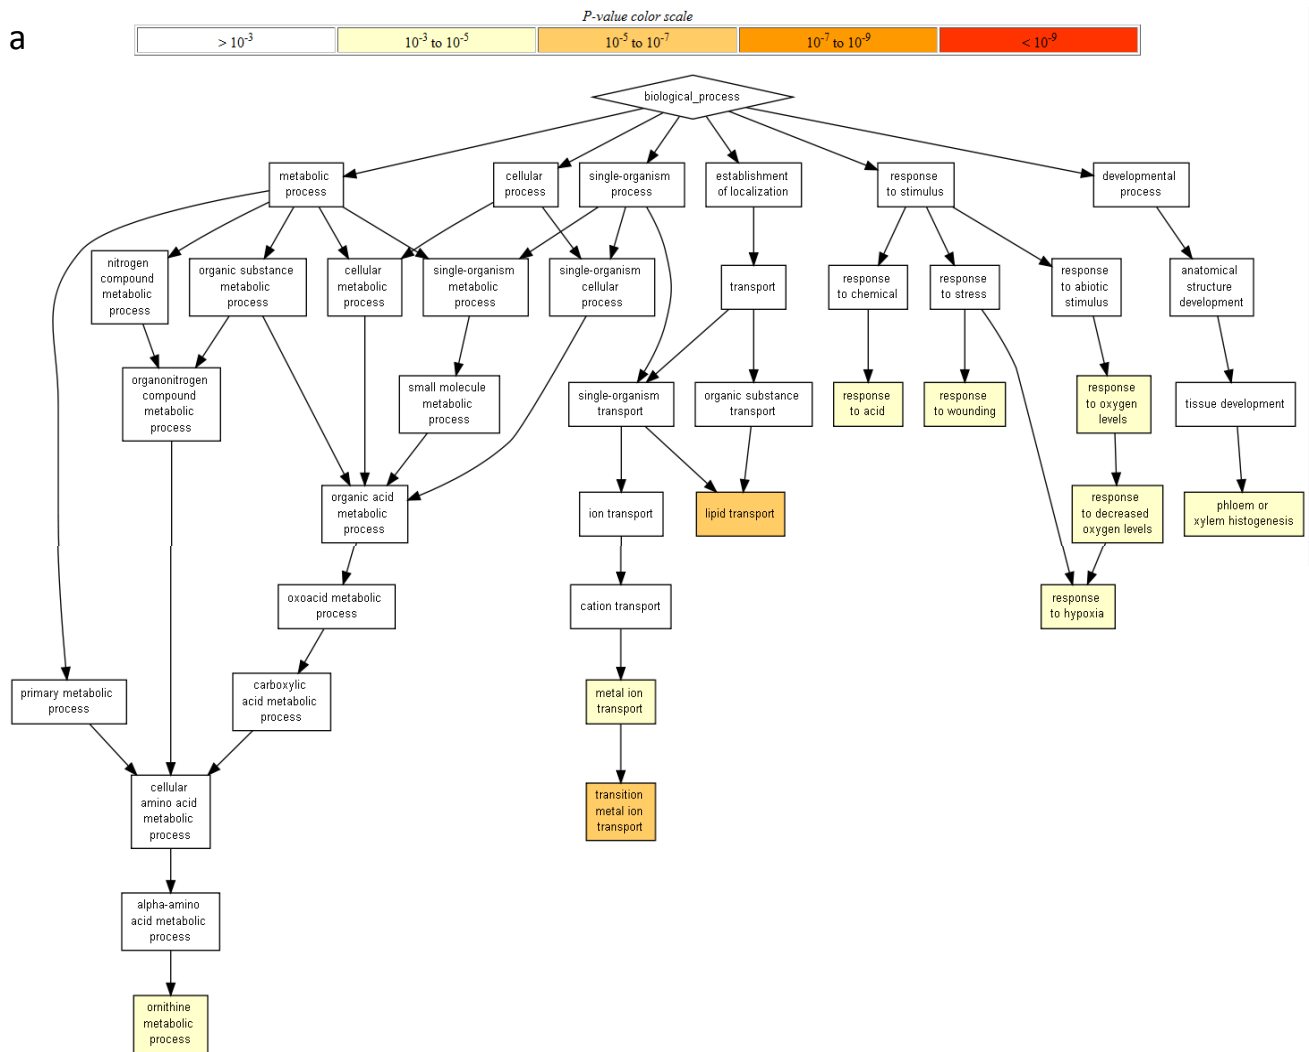 P-value color scale
a
> 10^-3
10^-3 to 10^-5
10^-5 to 10^-7
10^-7 to 10^-9
< 10^-9
biological_process
metabolic
process
cellular
process
single-organism
process
establishment
of localization
response
to stimulus
developmental
process
nitrogen
compound
metabolic
process
organic substance
metabolic
process
cellular
metabolic
process
single-organism
metabolic
process
single-organism
cellular
process
transport
response
to chemical
response
to stress
response
to abiotic
stimulus
anatomical
structure
development
organonitrogen
compound
metabolic
process
small molecule
metabolic
process
single-organism
transport
organic substance
transport
response
to acid
response
to wounding
response
to oxygen
levels
tissue development
organic acid
metabolic
process
ion transport
lipid transport
response
to decreased
oxygen levels
phloem or
xylem histogenesis
oxoacid metabolic
process
cation transport
response
to hypoxia
primary metabolic
process
carboxylic
acid metabolic
process
metal ion
transport
cellular
amino acid
metabolic
process
transition
metal ion
transport
alpha-amino
acid metabolic
process
ornithine
metabolic
process